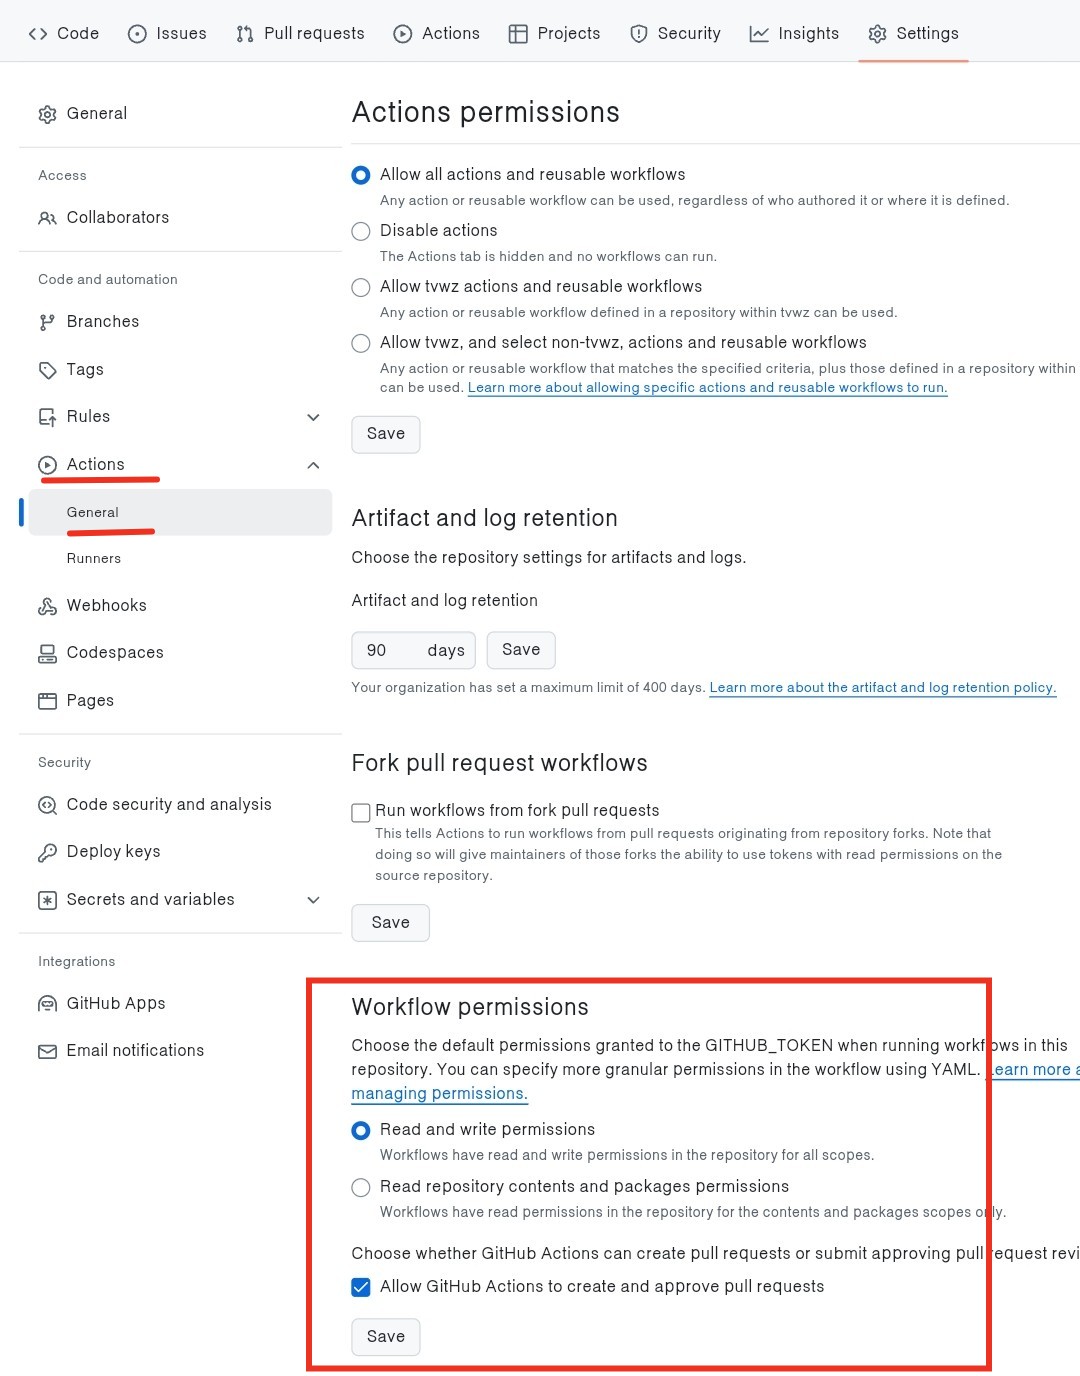 Code Issues Pull requests Actions Projects Security Insights Settings
General
Access
Collaborators
Code and automation
Branches
Tags
Rules
Actions
General
Runners
Webhooks
Codespaces
Pages
Security
Code security and analysis
Deploy keys
Secrets and variables
Integrations
GitHub Apps
Email notifications
Actions permissions
Allow all actions and reusable workflows
Any action or reusable workflow can be used, regardless of who authored it or where it is defined.
Disable actions
The Actions tab is hidden and no workflows can run.
Allow tvwz actions and reusable workflows
Any action or reusable workflow defined in a repository within tvwz can be used.
Allow tvwz, and select non-tvwz, actions and reusable workflows
Any action or reusable workflow that matches the specified criteria, plus those defined in a repository within
can be used. Learn more about allowing specific actions and reusable workflows to run.
Save
Artifact and log retention
Choose the repository settings for artifacts and logs.
Artifact and log retention
90 days Save
Your organization has set a maximum limit of 400 days. Learn more about the artifact and log retention policy.
Fork pull request workflows
Run workflows from fork pull requests
This tells Actions to run workflows from pull requests originating from repository forks. Note that
doing so will give maintainers of those forks the ability to use tokens with read permissions on the
source repository.
Save
Workflow permissions
Choose the default permissions granted to the GITHUB_TOKEN when running workflows in this
repository. You can specify more granular permissions in the workflow using YAML. Learn more a
managing permissions.
Read and write permissions
Workflows have read and write permissions in the repository for all scopes.
Read repository contents and packages permissions
Workflows have read permissions in the repository for the contents and packages scopes only.
Choose whether GitHub Actions can create pull requests or submit approving pull request revi
Allow GitHub Actions to create and approve pull requests
Save